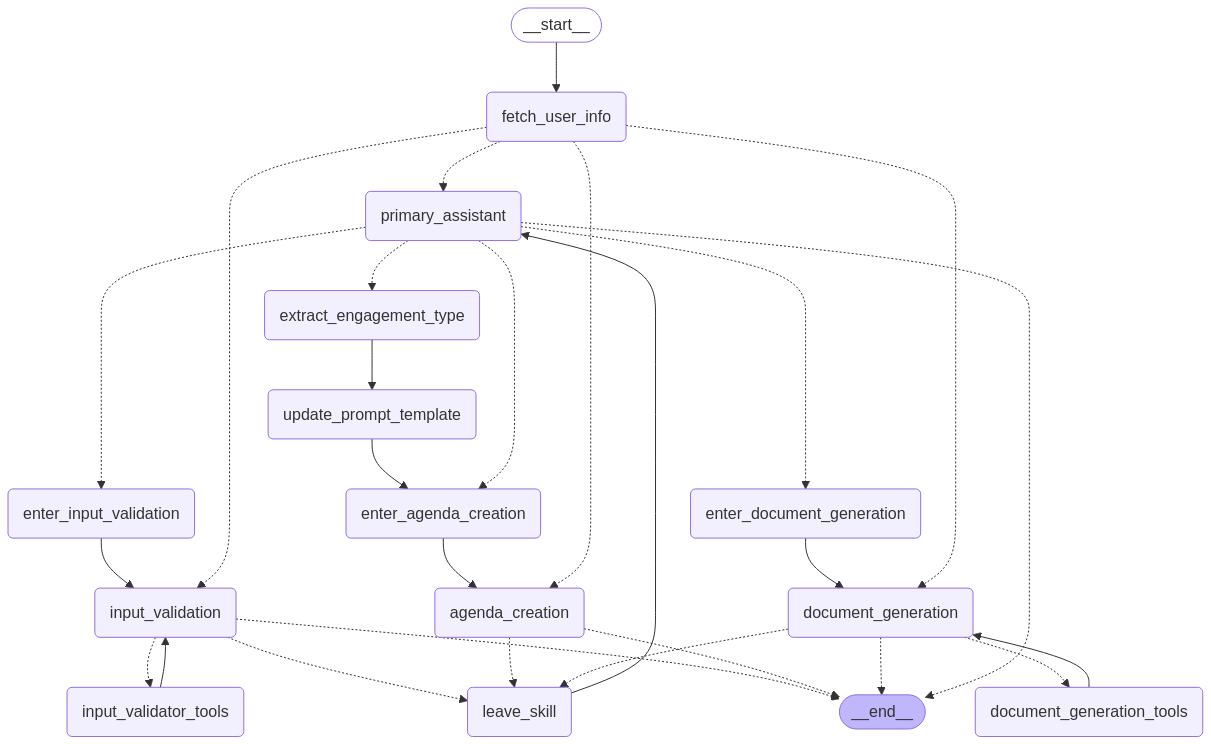 __start__
fetch_user_info
primary_assistant
extract_engagement_type
update_prompt_template
enter_input_validation
enter_agenda_creation
enter_document_generation
input_validation
agenda_creation
document_generation
input_validator_tools
leave_skill
__end__
document_generation_tools